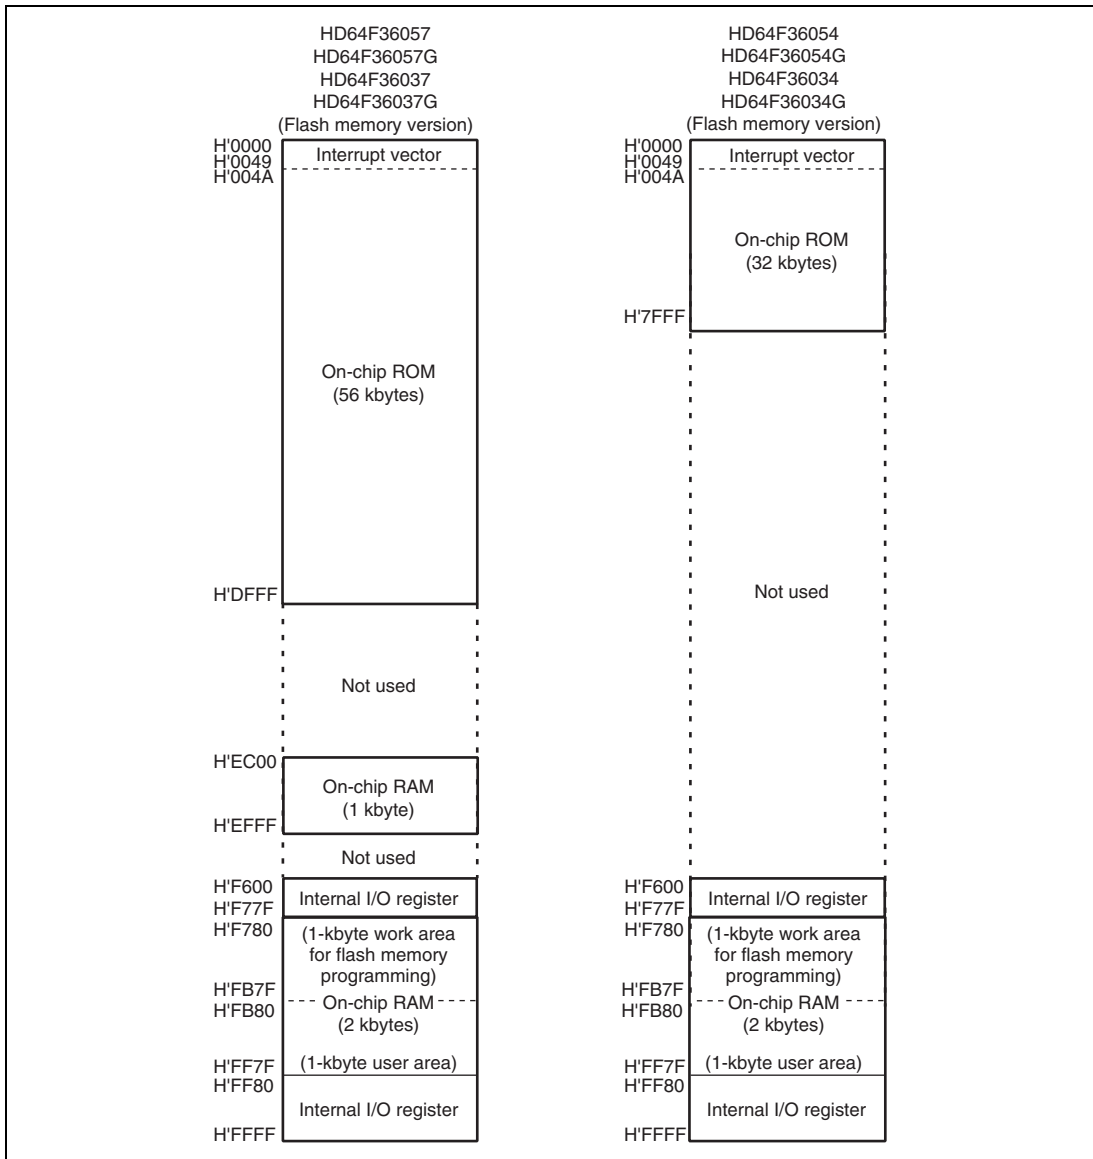 HD64F36057
HD64F36057G
HD64F36037
HD64F36037G
(Flash memory version)
H'0000
H'0049
H'004A
Interrupt vector
On-chip ROM
(56 kbytes)
H'DFFF
Not used
H'EC00
On-chip RAM
(1 kbyte)
H'EFFF
Not used
H'F600
Internal I/O register
H'F77F
H'F780
(1-kbyte work area
for flash memory
programming)
H'FB7F
H'FB80
On-chip RAM
(2 kbytes)
(1-kbyte user area)
H'FF7F
H'FF80
Internal I/O register
H'FFFF
HD64F36054
HD64F36054G
HD64F36034
HD64F36034G
(Flash memory version)
H'0000
H'0049
H'004A
Interrupt vector
On-chip ROM
(32 kbytes)
H'7FFF
Not used
H'F600
Internal I/O register
H'F77F
H'F780
(1-kbyte work area
for flash memory
programming)
H'FB7F
H'FB80
On-chip RAM
(2 kbytes)
(1-kbyte user area)
H'FF7F
H'FF80
Internal I/O register
H'FFFF